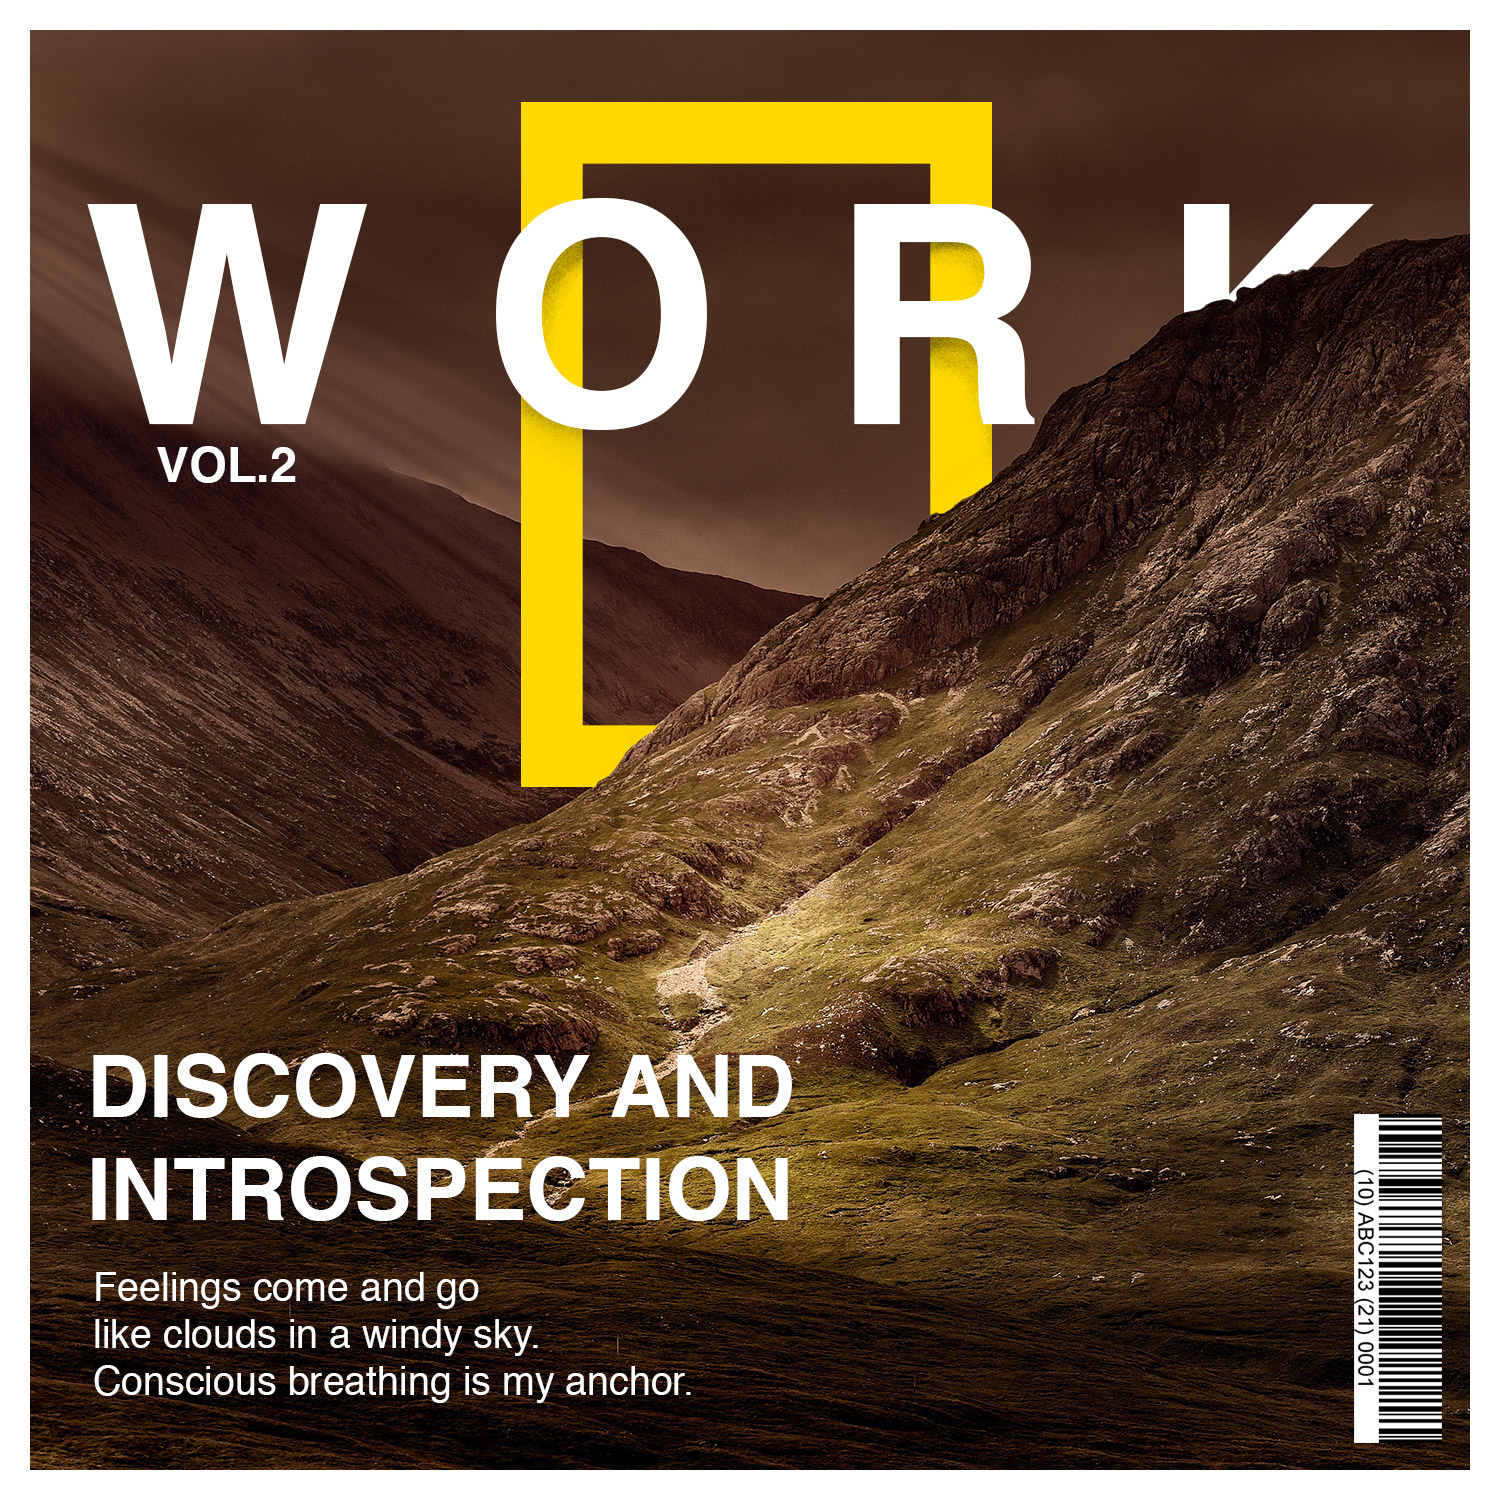 WORK
VOL.2
DISCOVERY AND
INTROSPECTION
Feelings come and go
like clouds in a windy sky.
Conscious breathing is my anchor.
(10) ABC123 (21) 0001